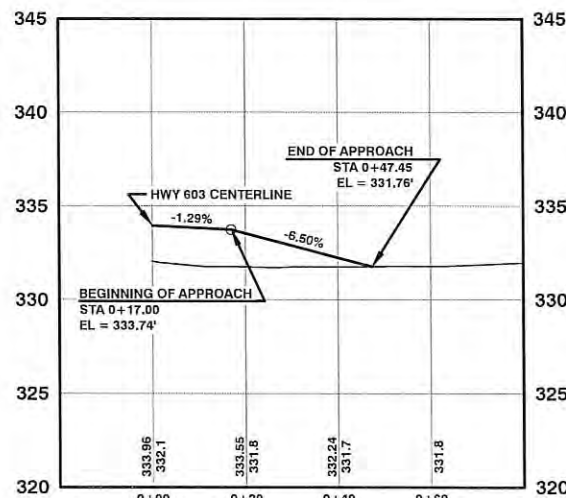 345 345
340 340
END OF APPROACH
STA 0+47.45
EL = 331.76'
HWY 603 CENTERLINE
335 335
-1.29%
-6.50%
330 330
BEGINNING OF APPROACH
STA 0+17.00
EL = 333.74'
325 325
333.96
332.1
333.55
331.8
332.24
331.7
331.8
320 320